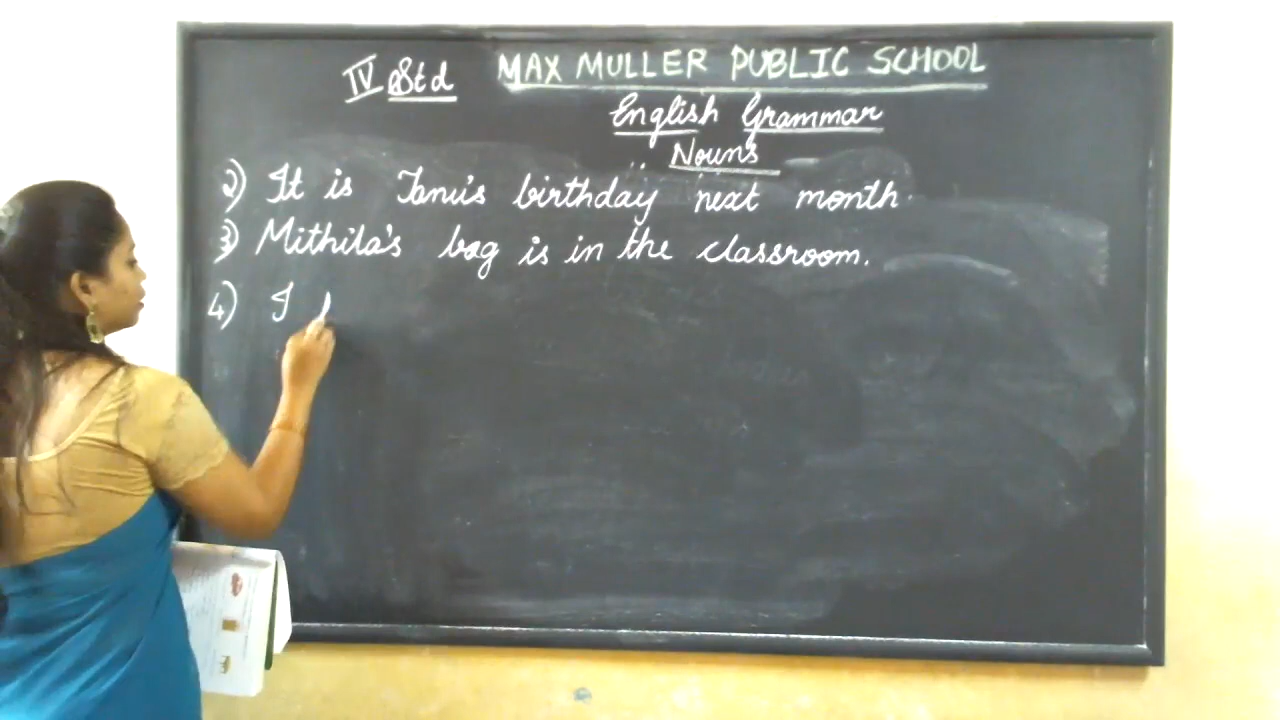 IV Std MAX MULLER PUBLIC SCHOOL
English Grammar
Nouns
2) It is Tanu's birthday next month.
3) Mithila's bag is in the classroom.
4) I